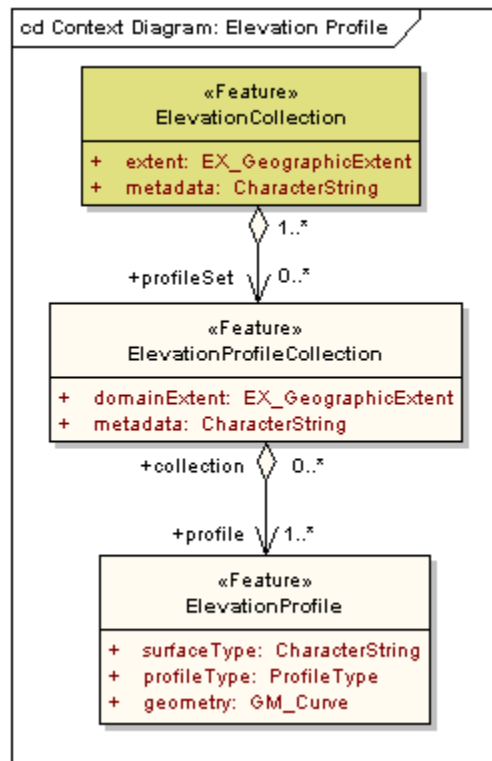 cd Context Diagram: Elevation Profile
«Feature»
ElevationCollection
+ extent: EX_GeographicExtent
+ metadata: CharacterString
1..*
+profileSet 0..*
«Feature»
ElevationProfileCollection
+ domainExtent: EX_GeographicExtent
+ metadata: CharacterString
+collection 0..*
+profile 1..*
«Feature»
ElevationProfile
+ surfaceType: CharacterString
+ profileType: ProfileType
+ geometry: GM_Curve